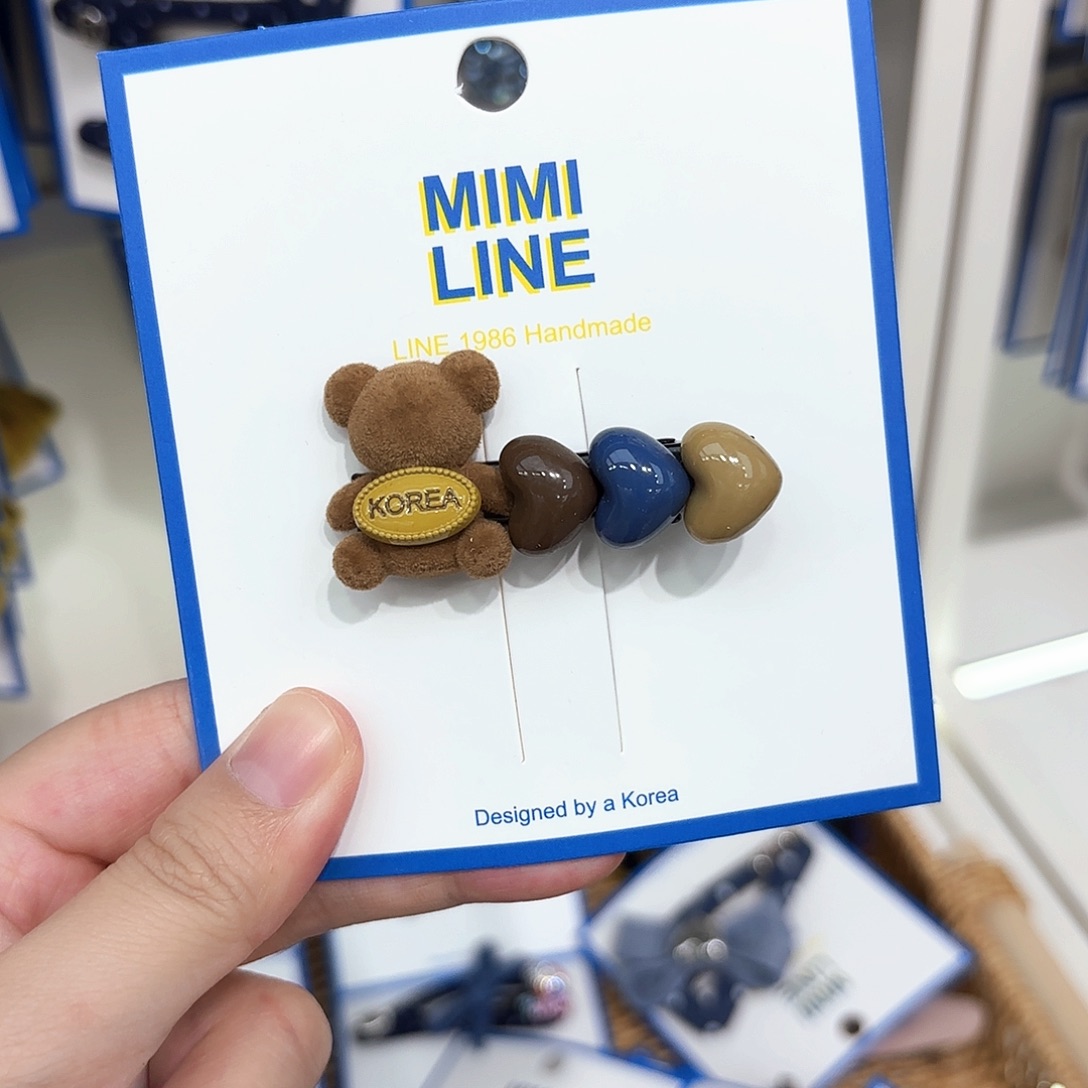 MIMI
LINE
LINE 1986 Handmade
KOREA
Designed by a Korea